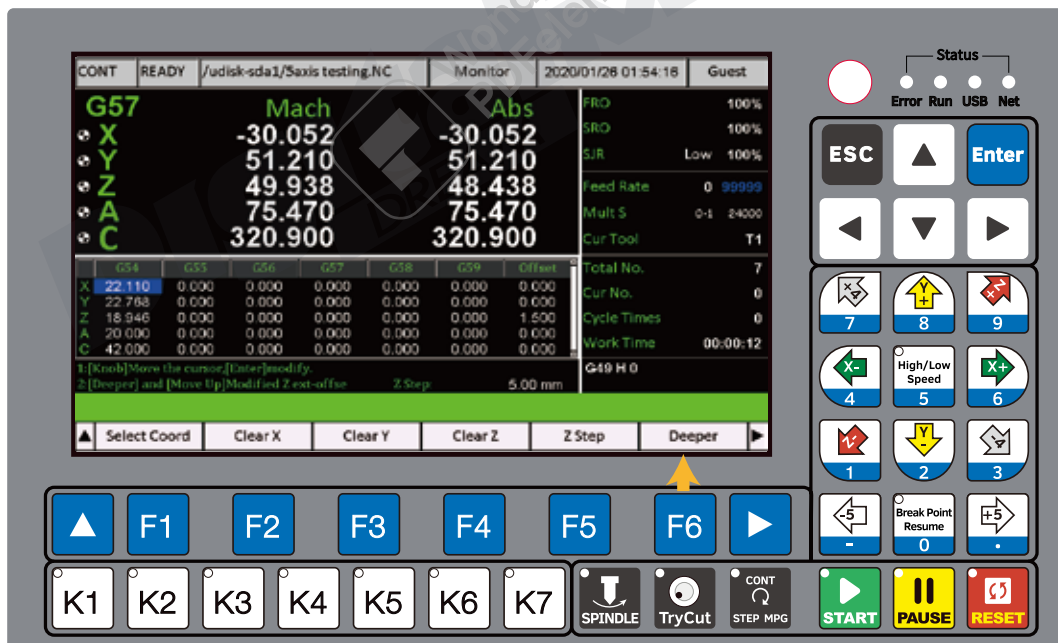 Status
Error Run USB Net
CONT READY /udisk-sda1/5axis testing.NC Monitor 2020/01/26 01:54:16 Guest
G57 Mach Abs
X -30.052 -30.052
Y 51.210 51.210
Z 49.938 48.438
A 75.470 75.470
C 320.900 320.900
FRO 100%
SRO 100%
SJR Low 100%
Feed Rate 0 99999
Mult S 0-1 24000
Cur Tool T1
Total No. 7
Cur No. 0
Cycle Times 0
Work Time 00:00:12
G49 H 0
G54 G55 G56 G57 G58 G59 Offset
X 22.110 0.000 0.000 0.000 0.000 0.000 0.000
Y 22.768 0.000 0.000 0.000 0.000 0.000 0.000
Z 18.946 0.000 0.000 0.000 0.000 0.000 1.500
A 20.000 0.000 0.000 0.000 0.000 0.000 0.000
C 42.000 0.000 0.000 0.000 0.000 0.000 0.000
1:[Knob]Move the cursor,[Enter]modify.
2:[Deeper] and [Move Up]Modified Z ext-offse Z Step: 5.00 mm
Select Coord Clear X Clear Y Clear Z Z Step Deeper
ESC Enter
7 Y+ 8 9
X- 4 High/Low Speed 5 X+ 6
1 Y- 2 3
-5 - Break Point Resume 0 +5 .
F1 F2 F3 F4 F5 F6
K1 K2 K3 K4 K5 K6 K7
SPINDLE TryCut CONT STEP MPG
START PAUSE RESET